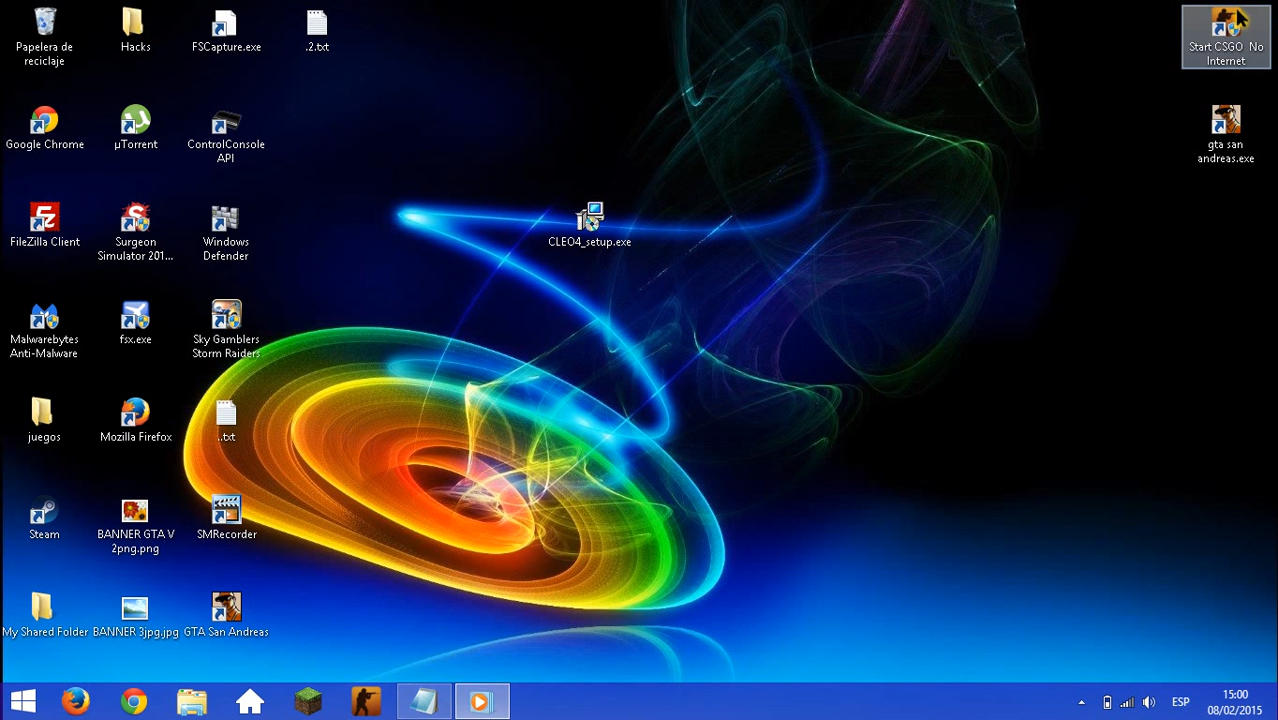 Papelera de
reciclaje
Hacks
FSCapture.exe
.2.txt
Start CSGO No
Internet
Google Chrome
µTorrent
ControlConsole
API
gta san
andreas.exe
FileZilla Client
Surgeon
Simulator 201...
Windows
Defender
CLEO4_setup.exe
Malwarebytes
Anti-Malware
fsx.exe
Sky Gamblers
Storm Raiders
juegos
Mozilla Firefox
..txt
Steam
BANNER GTA V
2png.png
SMRecorder
My Shared Folder
BANNER 3jpg.jpg
GTA San Andreas
ESP
15:00
08/02/2015